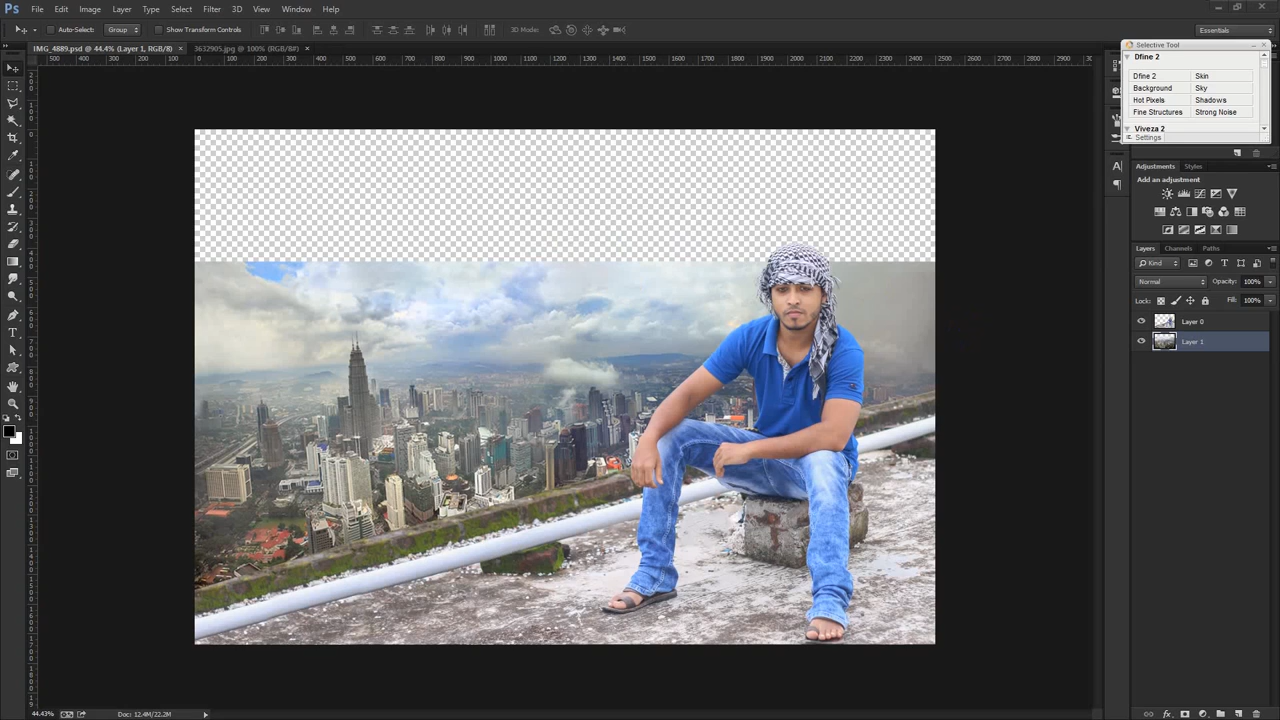 Ps File Edit Image Layer Type Select Filter 3D View Window Help
Auto-Select: Group Show Transform Controls 3D Mode: Essentials
IMG_4889.psd @ 44.4% (Layer 1, RGB/8) × 3632905.jpg @ 100% (RGB/8#) ×
Selective Tool
Dfine 2
Dfine 2 Skin
Background Sky
Hot Pixels Shadows
Fine Structures Strong Noise
Viveza 2
Settings
Adjustments Styles
Add an adjustment
Layers Channels Paths
Kind
Normal Opacity: 100%
Lock: Fill: 100%
Layer 0
Layer 1
44.43% Doc: 12.4M/22.2M